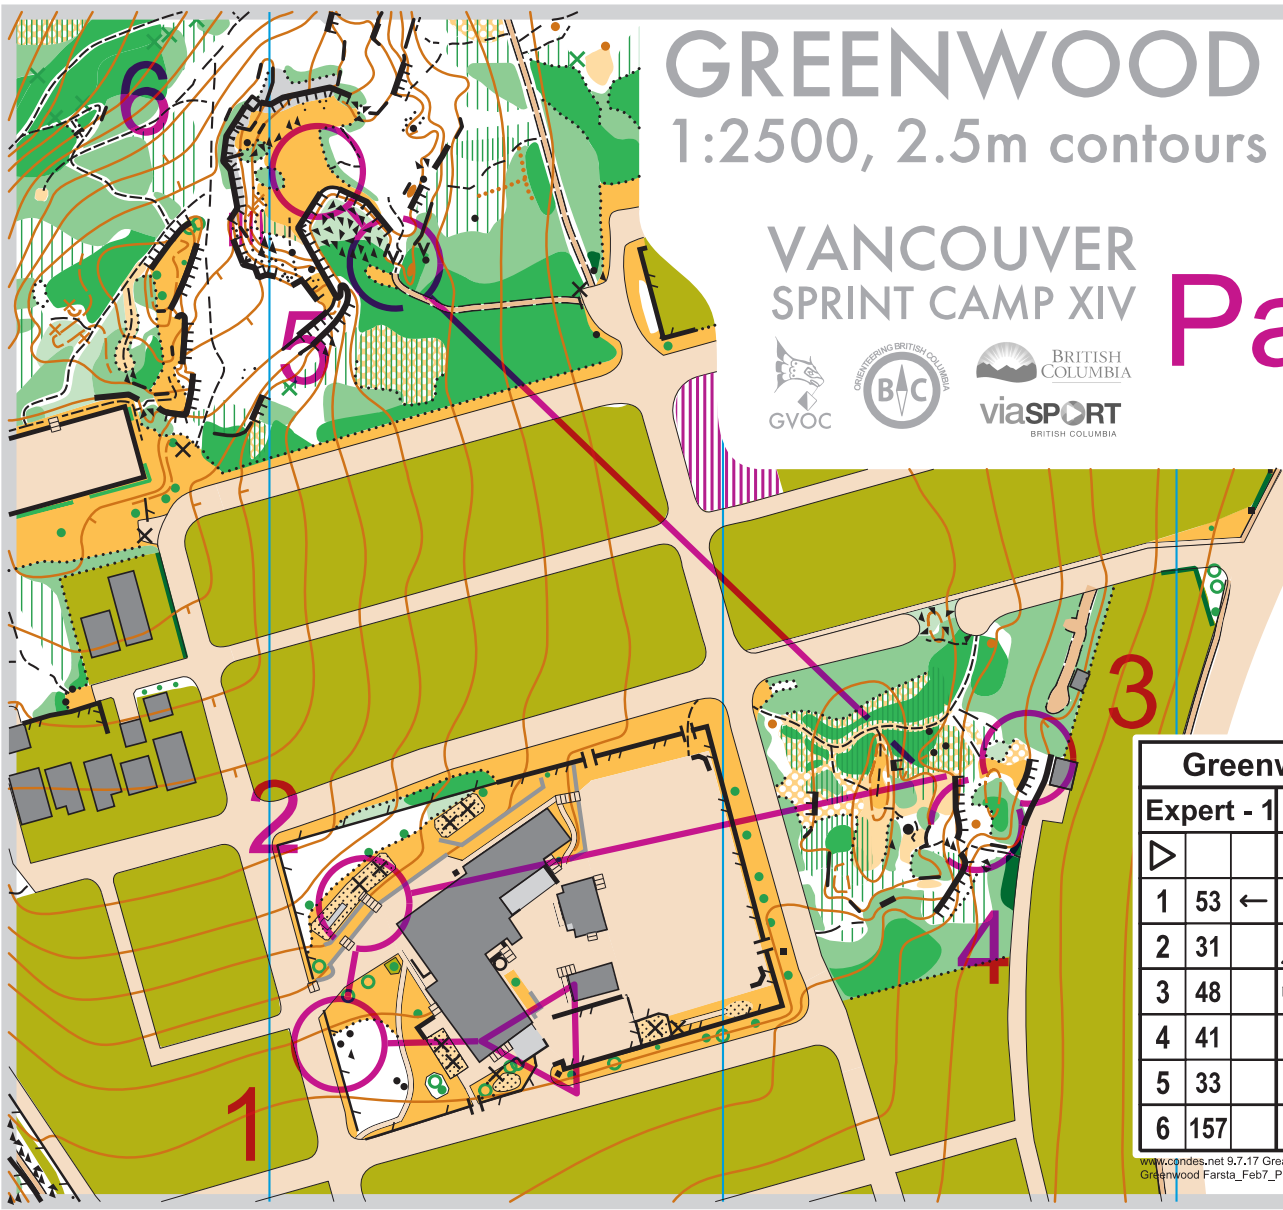 GREENWOOD
1:2500, 2.5m contours
VANCOUVER
SPRINT CAMP XIV
Pa
GVOC
ORIENTEERING BRITISH COLUMBIA
BC
BRITISH
COLUMBIA
viaSPORT
BRITISH COLUMBIA
6
5
3
2
4
1
Greenw
Expert - 1
1 53 ←
2 31
3 48
4 41
5 33
6 157
www.condes.net 9.7.17 Grea
Greenwood Farsta_Feb7_P